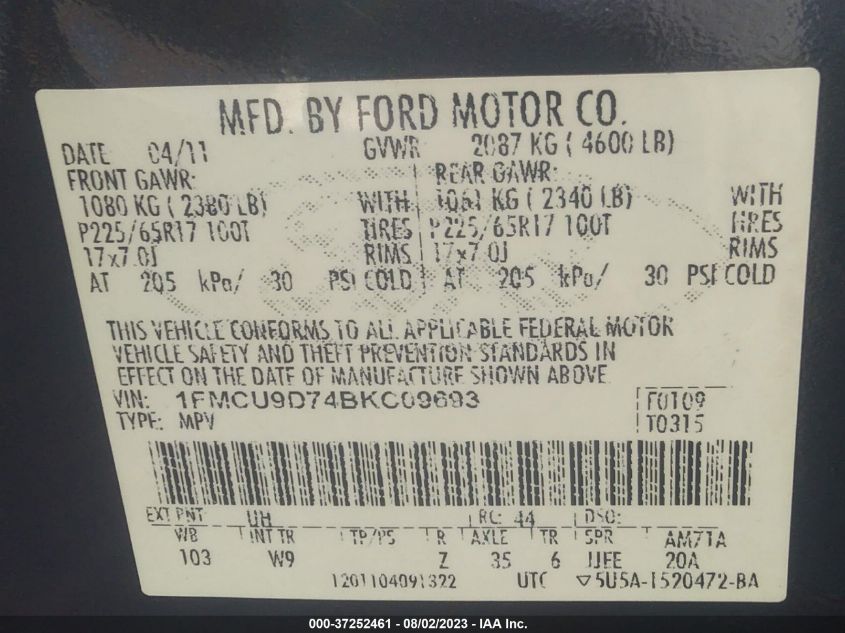 MFD. BY FORD MOTOR CO.
DATE 04/11 GVWR 2087 KG ( 4600 LB)
FRONT GAWR: REAR GAWR:
1080 KG ( 2380 LB) WITH 1061 KG ( 2340 LB) WITH
P225/65R17 100T TIRES P225/65R17 100T TIRES
17x7.0J RIMS 17x7.0J RIMS
AT 205 kPa/ 30 PSI COLD AT 205 kPa/ 30 PSI COLD
THIS VEHICLE CONFORMS TO ALL APPLICABLE FEDERAL MOTOR
VEHICLE SAFETY AND THEFT PREVENTION STANDARDS IN
EFFECT ON THE DATE OF MANUFACTURE SHOWN ABOVE
VIN: 1FMCU9D74BKC09693 F0109
TYPE: MPV T0315
EXT PNT UH RC: 44 DSO:
WB INT TR TP/PS R AXLE TR SPR AM71A
103 W9 Z 35 6 JJEE 20A
1201104091322 UTC ▽5U5A-1520472-BA
000-37252461 - 08/02/2023 - IAA Inc.